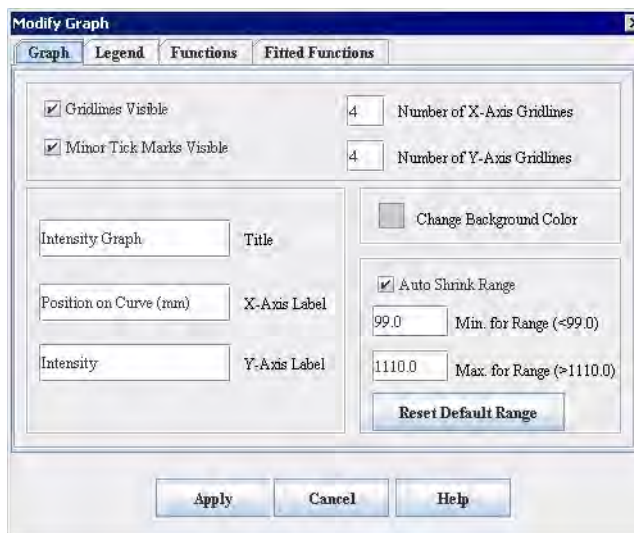 Modify Graph
Graph Legend Functions Fitted Functions
Gridlines Visible
4 Number of X-Axis Gridlines
Minor Tick Marks Visible
4 Number of Y-Axis Gridlines
Change Background Color
Intensity Graph Title
Auto Shrink Range
Position on Curve (mm) X-Axis Label
99.0 Min. for Range (<99.0)
Intensity Y-Axis Label
1110.0 Max. for Range (>1110.0)
Reset Default Range
Apply Cancel Help